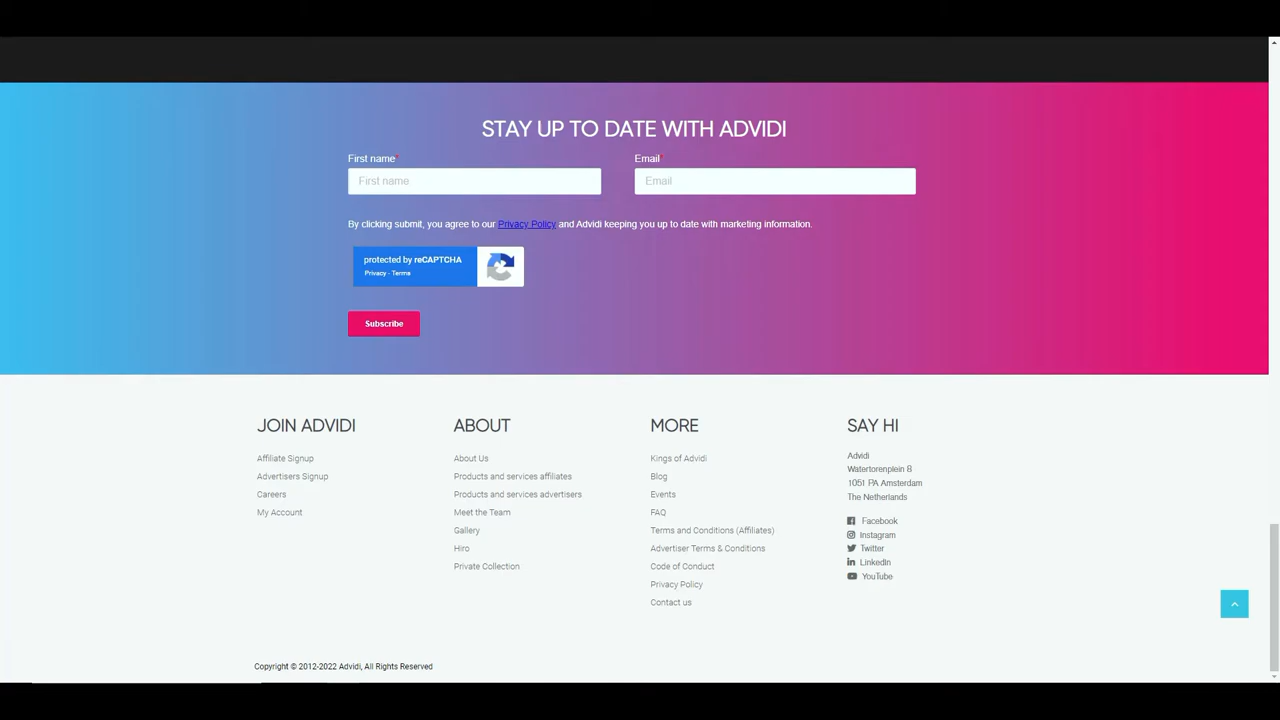 STAY UP TO DATE WITH ADVIDI
First name*
Email*
First name
Email
By clicking submit, you agree to our Privacy Policy and Advidi keeping you up to date with marketing information.
protected by reCAPTCHA
Privacy - Terms
Subscribe
JOIN ADVIDI
Affiliate Signup
Advertisers Signup
Careers
My Account
ABOUT
About Us
Products and services affiliates
Products and services advertisers
Meet the Team
Gallery
Hiro
Private Collection
MORE
Kings of Advidi
Blog
Events
FAQ
Terms and Conditions (Affiliates)
Advertiser Terms & Conditions
Code of Conduct
Privacy Policy
Contact us
SAY HI
Advidi
Watertorenplein 8
1051 PA Amsterdam
The Netherlands
Facebook
Instagram
Twitter
LinkedIn
YouTube
Copyright © 2012-2022 Advidi, All Rights Reserved